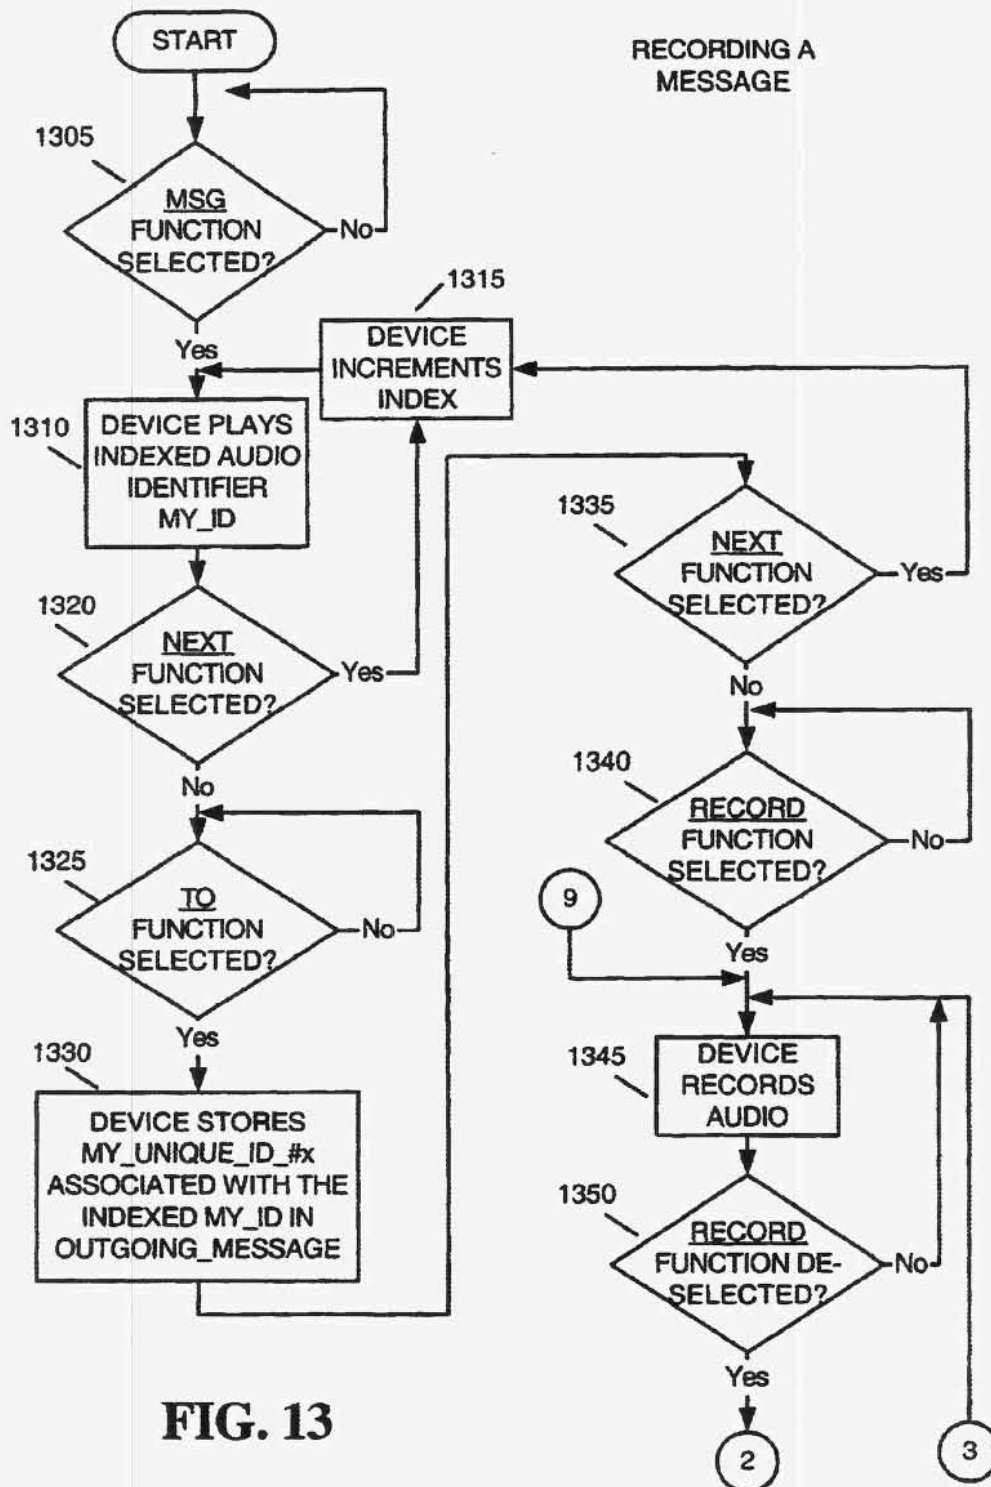 START
RECORDING A
MESSAGE
1305
MSG
FUNCTION
SELECTED?
No
Yes
1315
DEVICE
INCREMENTS
INDEX
1310
DEVICE PLAYS
INDEXED AUDIO
IDENTIFIER
MY_ID
1320
NEXT
FUNCTION
SELECTED?
Yes
No
1325
TO
FUNCTION
SELECTED?
No
Yes
1330
DEVICE STORES
MY_UNIQUE_ID_#x
ASSOCIATED WITH THE
INDEXED MY_ID IN
OUTGOING_MESSAGE
1335
NEXT
FUNCTION
SELECTED?
Yes
No
1340
RECORD
FUNCTION
SELECTED?
No
Yes
9
1345
DEVICE
RECORDS
AUDIO
1350
RECORD
FUNCTION DE-
SELECTED?
No
Yes
2
3
FIG. 13